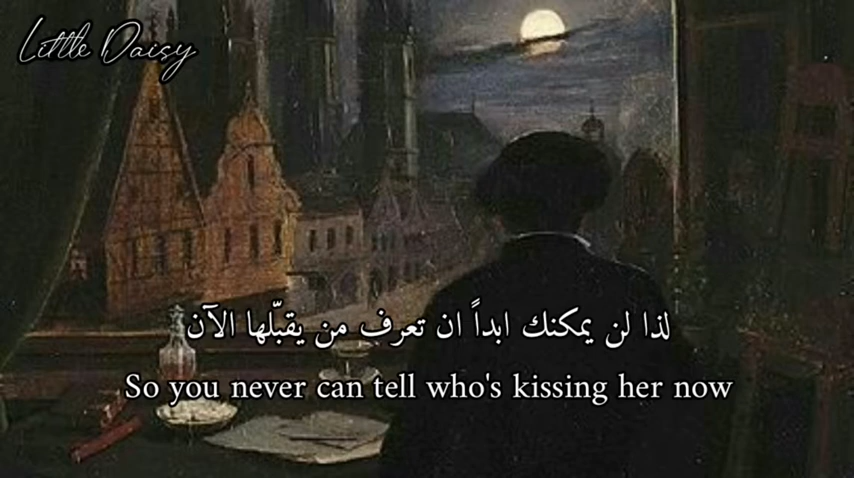 Little Daisy
لذا لن يمكنك ابداً ان تعرف من يقبّلها الآن
So you never can tell who's kissing her now